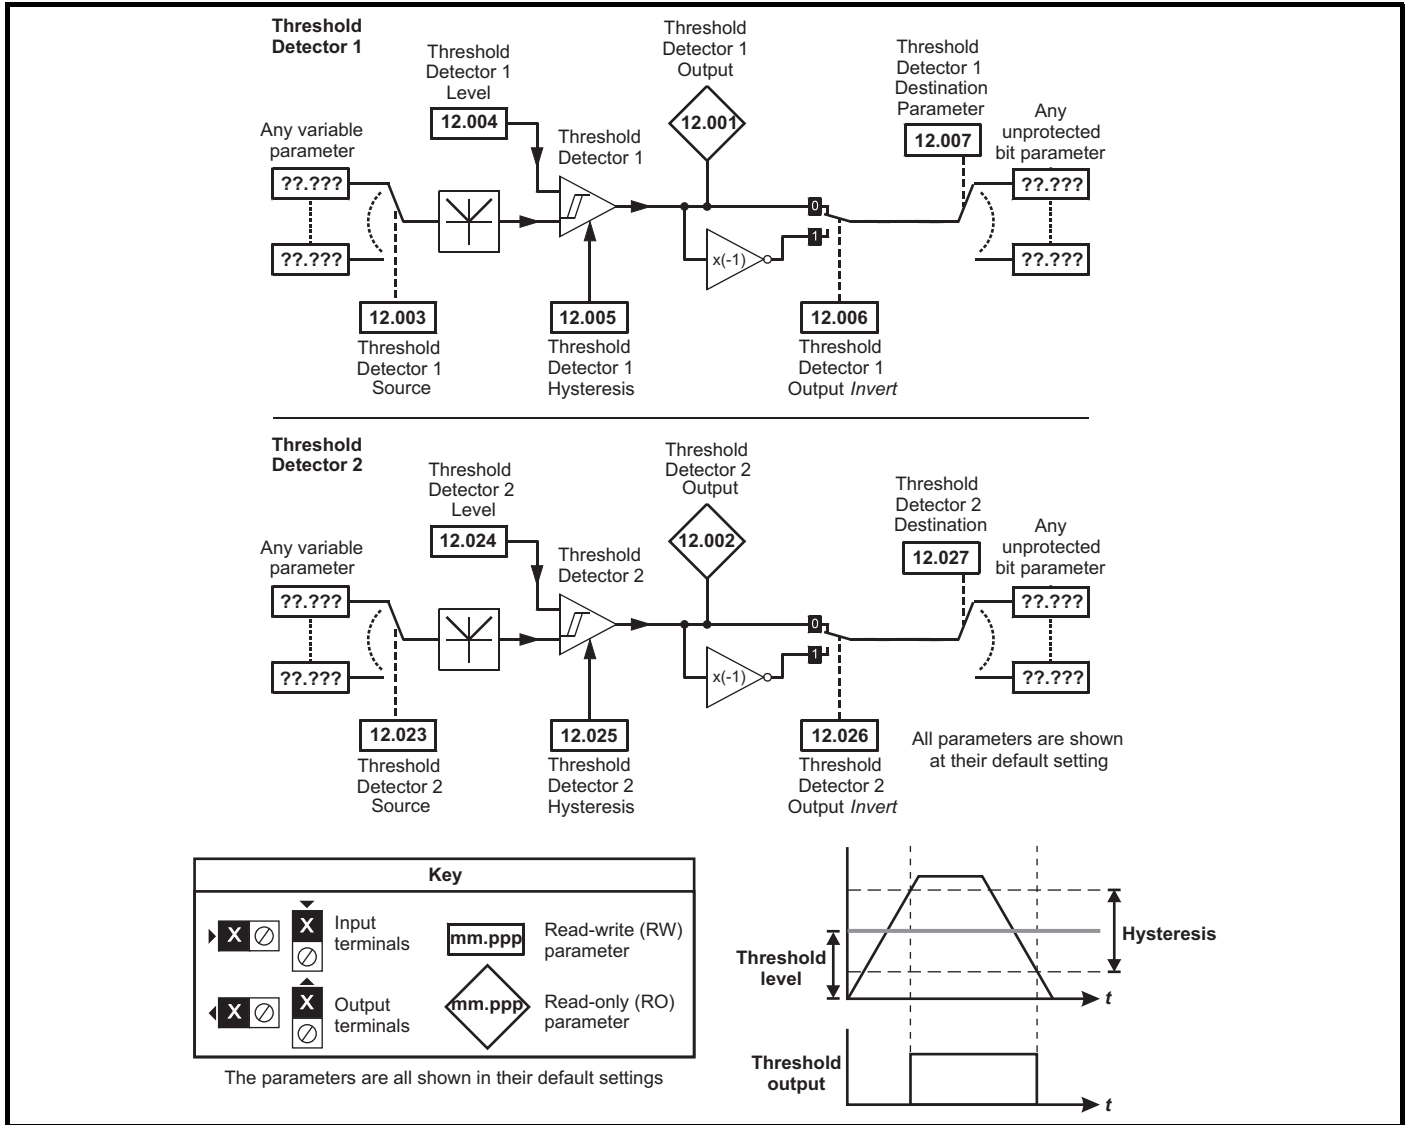 Threshold
Detector 1
Threshold
Detector 1
Level
12.004
Threshold
Detector 1
Output
12.001
Threshold
Detector 1
Destination
Parameter
12.007
Any variable
parameter
??.???
??.???
Threshold
Detector 1
Any
unprotected
bit parameter
??.???
??.???
0
1
x(-1)
12.003
Threshold
Detector 1
Source
12.005
Threshold
Detector 1
Hysteresis
12.006
Threshold
Detector 1
Output Invert
Threshold
Detector 2
Threshold
Detector 2
Level
12.024
Threshold
Detector 2
Output
12.002
Threshold
Detector 2
Destination
12.027
Any variable
parameter
??.???
??.???
Threshold
Detector 2
Any
unprotected
bit parameter
??.???
??.???
0
1
x(-1)
12.023
Threshold
Detector 2
Source
12.025
Threshold
Detector 2
Hysteresis
12.026
Threshold
Detector 2
Output Invert
All parameters are shown
at their default setting
Key
X
X
Input
terminals
mm.ppp
Read-write (RW)
parameter
X
X
Output
terminals
mm.ppp
Read-only (RO)
parameter
The parameters are all shown in their default settings
Threshold
level
Hysteresis
t
Threshold
output
t